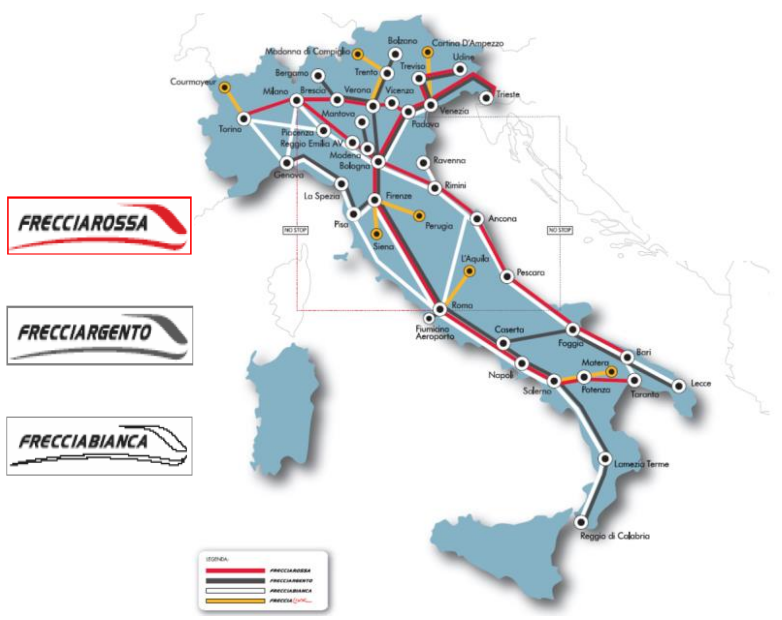 Bolzano
Madonna di Campiglio
Cortina D'Ampezzo
Trento
Treviso
Udine
Bergamo
Courmayeur
Milano
Brescia
Verona
Vicenza
Trieste
Mantova
Padova
Venezia
Torino
Piacenza
Reggio Emilia AV
Modena
Bologna
Ravenna
Genova
Rimini
La Spezia
Firenze
FRECCIAROSSA
Pisa
Perugia
Ancona
NO STOP
NO STOP
Siena
L'Aquila
Pescara
Roma
FRECCIARGENTO
Fiumicino
Aeroporto
Caserta
Foggia
Bari
Napoli
Matera
Salerno
Potenza
Taranto
Lecce
FRECCIABIANCA
Lamezia Terme
Reggio di Calabria
LEGENDA:
FRECCIAROSSA
FRECCIARGENTO
FRECCIABIANCA
FRECCIA